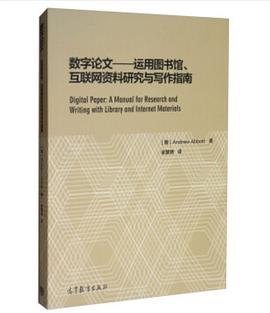 数字论文——运用图书馆、
互联网资料研究与写作指南
Digital Paper: A Manual for Research and
Writing with Library and Internet Materials
Andrew Abbott 著
译
高等教育出版社